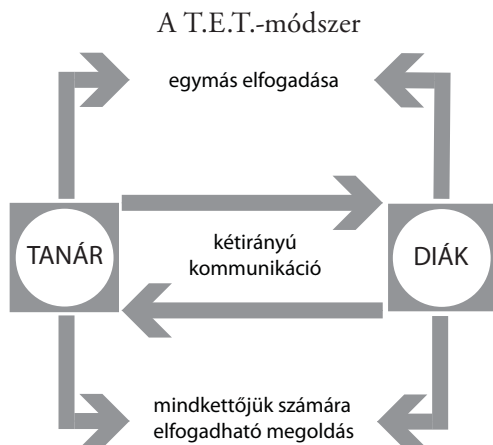 A T.E.T.-módszer
egymás elfogadása
TANÁR
kétirányú
kommunikáció
DIÁK
mindkettőjük számára
elfogadható megoldás